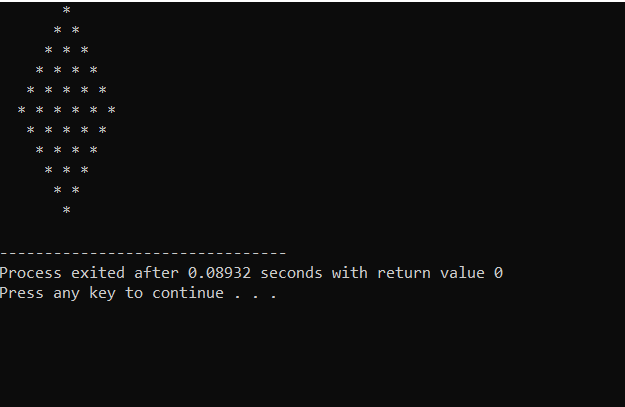 *
* *
* * *
* * * *
* * * * *
* * * * * *
* * * * *
* * * *
* * *
* *
*
--------------------------------
Process exited after 0.08932 seconds with return value 0
Press any key to continue . . .